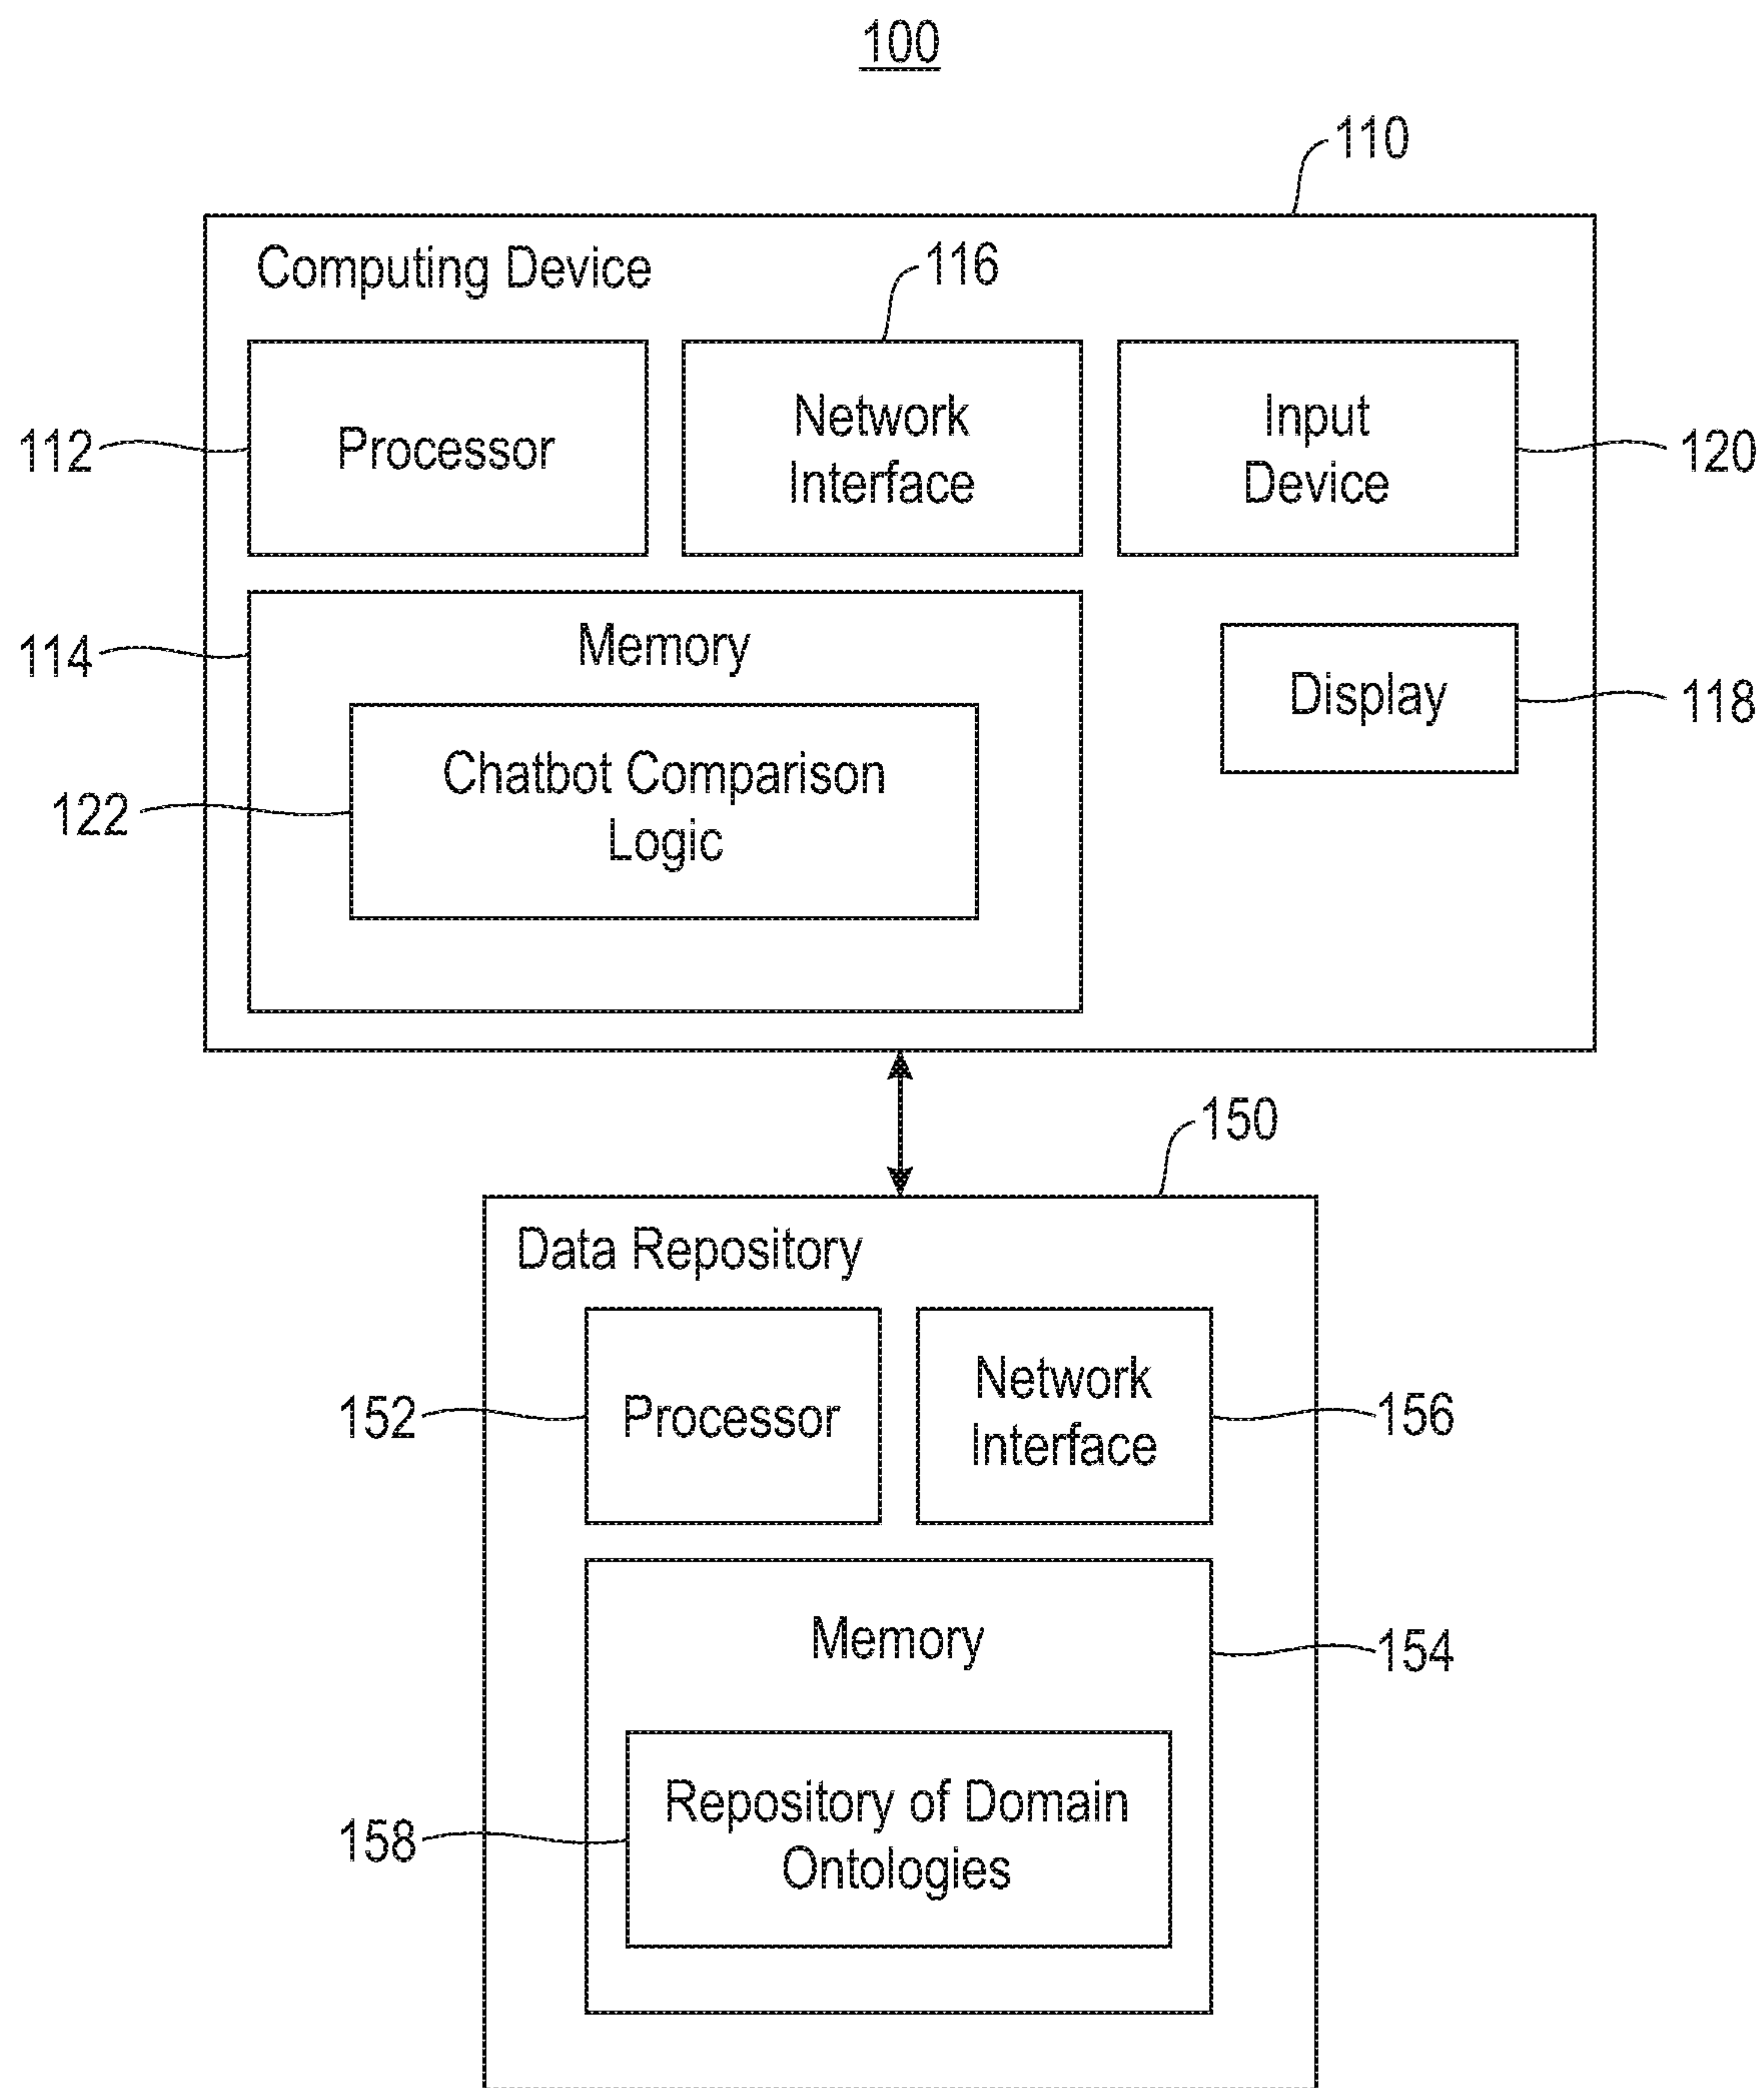 100
110
Computing Device
116
Processor
Network
Interface
Input
Device
112
120
114
Memory
Display
118
Chatbot Comparison
Logic
122
150
Data Repository
Processor
Network
Interface
152
156
Memory
154
Repository of Domain
Ontologies
158